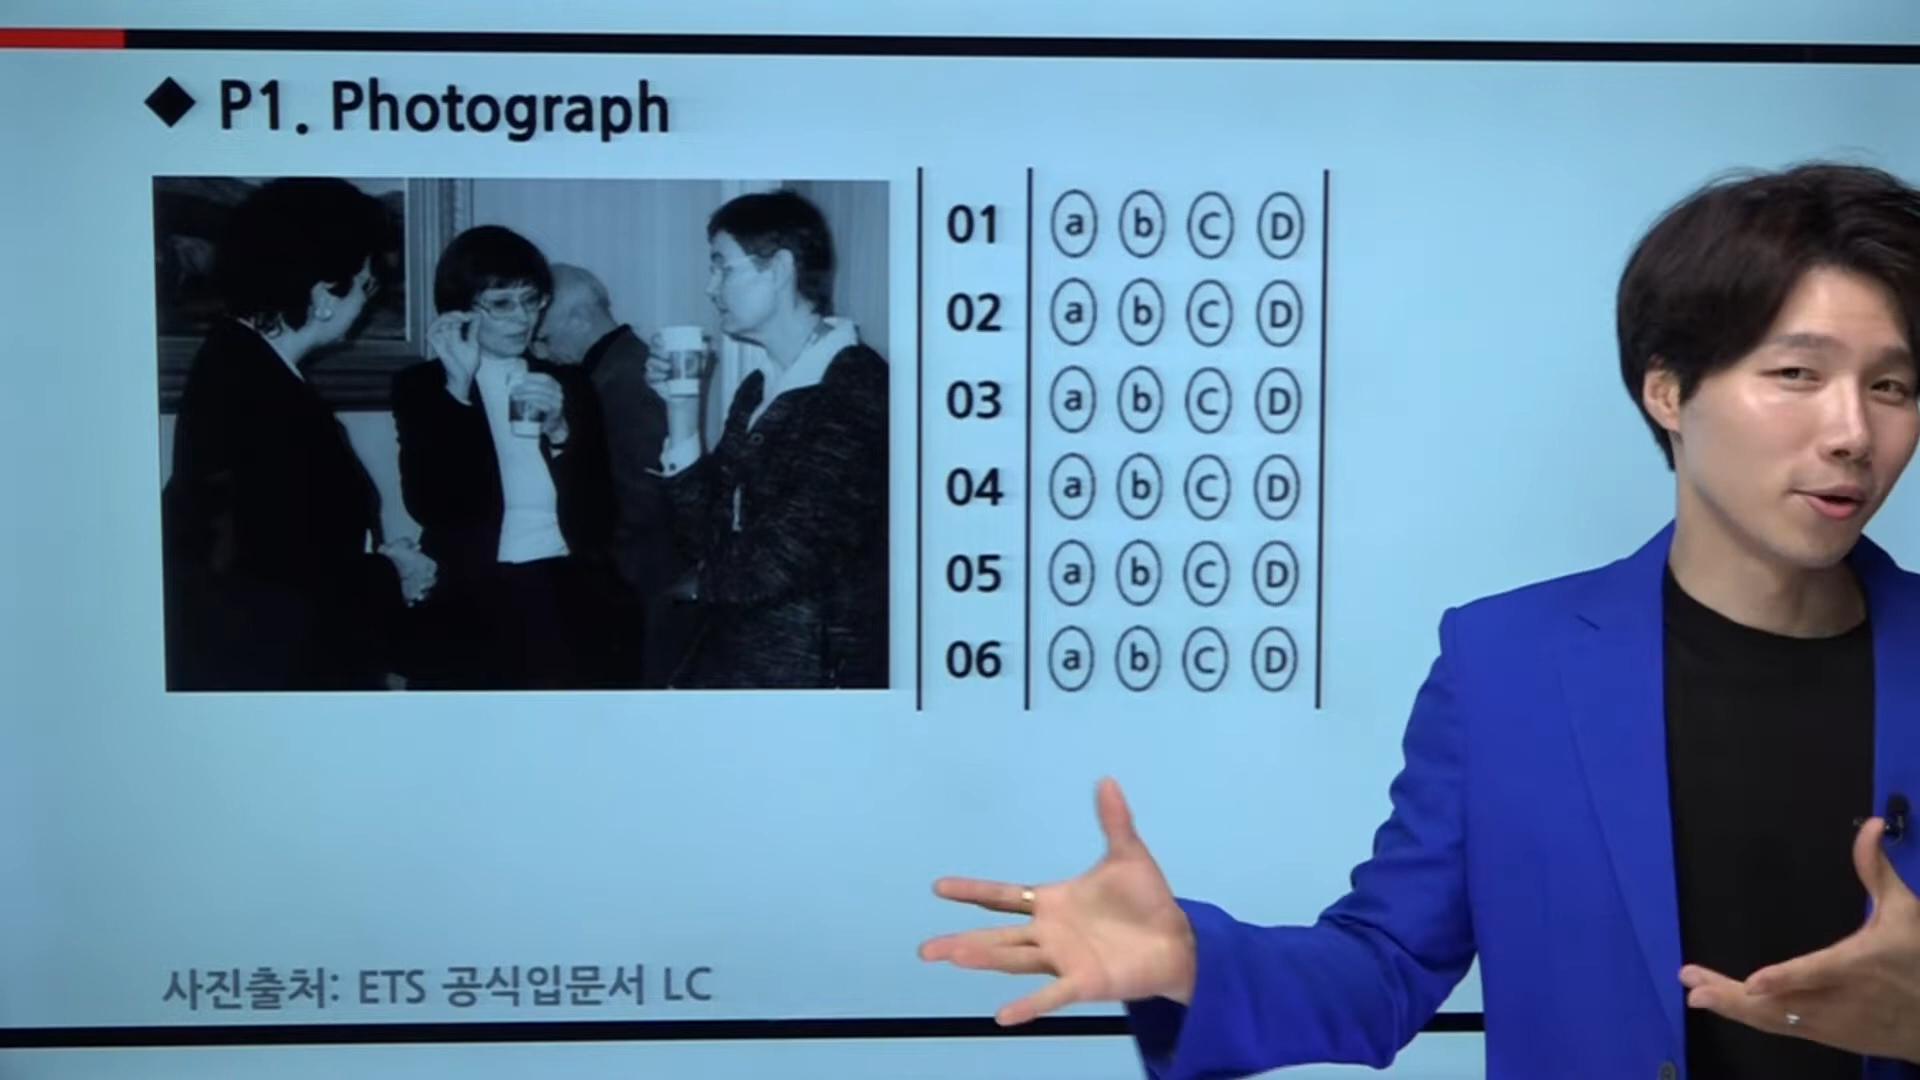 ◆ P1. Photograph
01 ⓐ ⓑ Ⓒ Ⓓ
02 ⓐ ⓑ Ⓒ Ⓓ
03 ⓐ ⓑ Ⓒ Ⓓ
04 ⓐ ⓑ Ⓒ Ⓓ
05 ⓐ ⓑ Ⓒ Ⓓ
06 ⓐ ⓑ Ⓒ Ⓓ
사진출처: ETS 공식입문서 LC